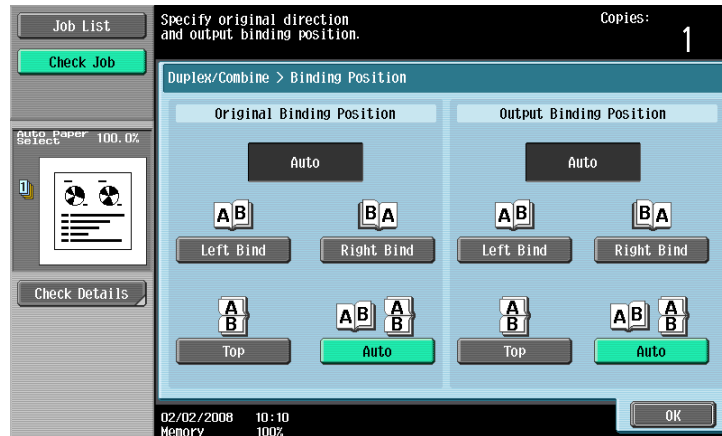 Job List
Check Job
Auto Paper
Select 100.0%
1
Check Details
Specify original direction
and output binding position.
Copies:
1
Duplex/Combine > Binding Position
Original Binding Position
Auto
A B
B A
Left Bind
Right Bind
A
B
A B A
B
Top
Auto
Output Binding Position
Auto
A B
B A
Left Bind
Right Bind
A
B
A B A
B
Top
Auto
02/02/2008 10:10
Memory 100%
OK